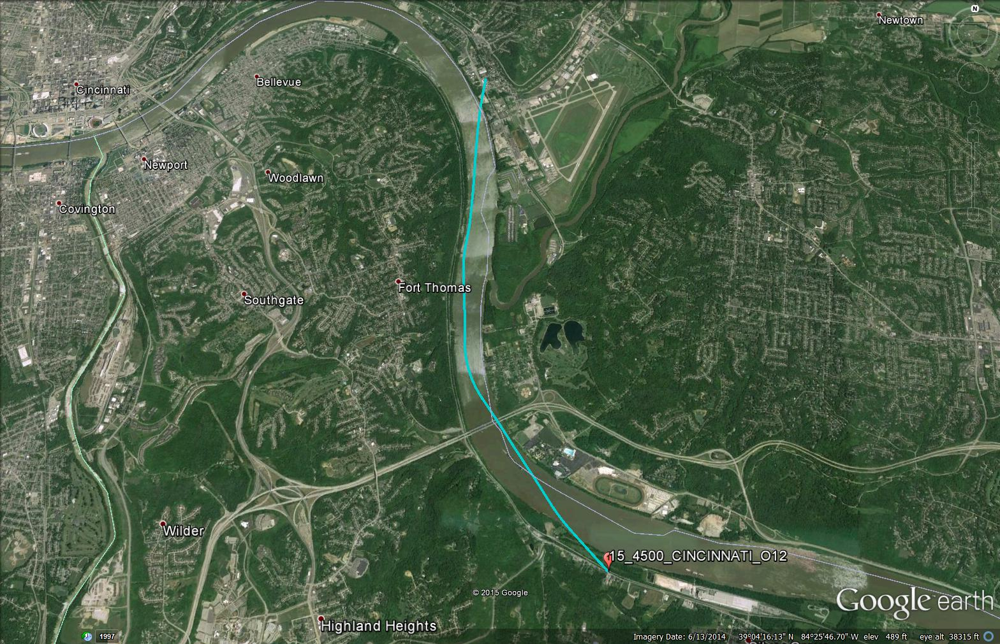 N
Newtown
Cincinnati
Bellevue
Newport
Woodlawn
Covington
Fort Thomas
Southgate
Wilder
15_4500_CINCINNATI_O12
© 2015 Google
Google earth
Highland Heights
1997
Imagery Date: 6/13/2014 39°04'16.13" N 84°25'46.70" W elev 489 ft eye alt 38315 ft